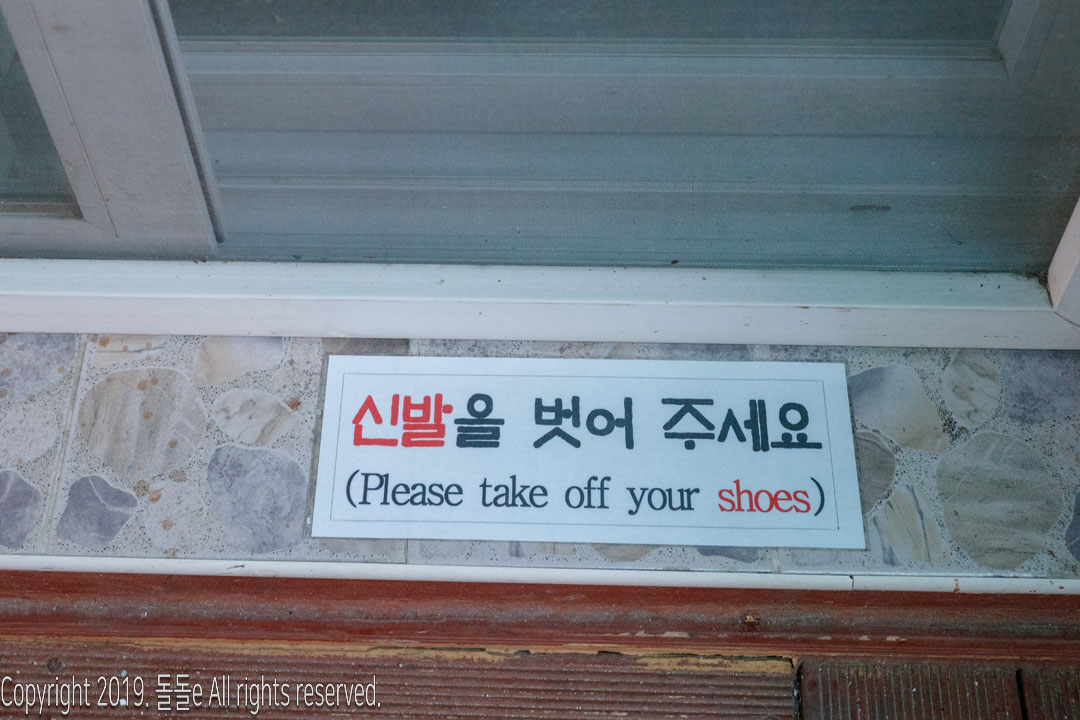 신발을 벗어 주세요
(Please take off your shoes)
Copyright 2019. 돌돌e All rights reserved.